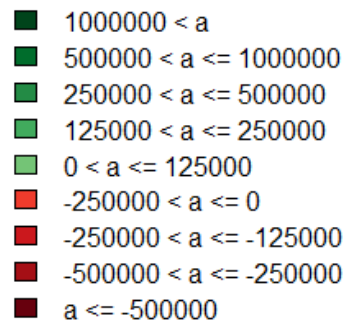 1000000 < a
500000 < a <= 1000000
250000 < a <= 500000
125000 < a <= 250000
0 < a <= 125000
-250000 < a <= 0
-250000 < a <= -125000
-500000 < a <= -250000
a <= -500000